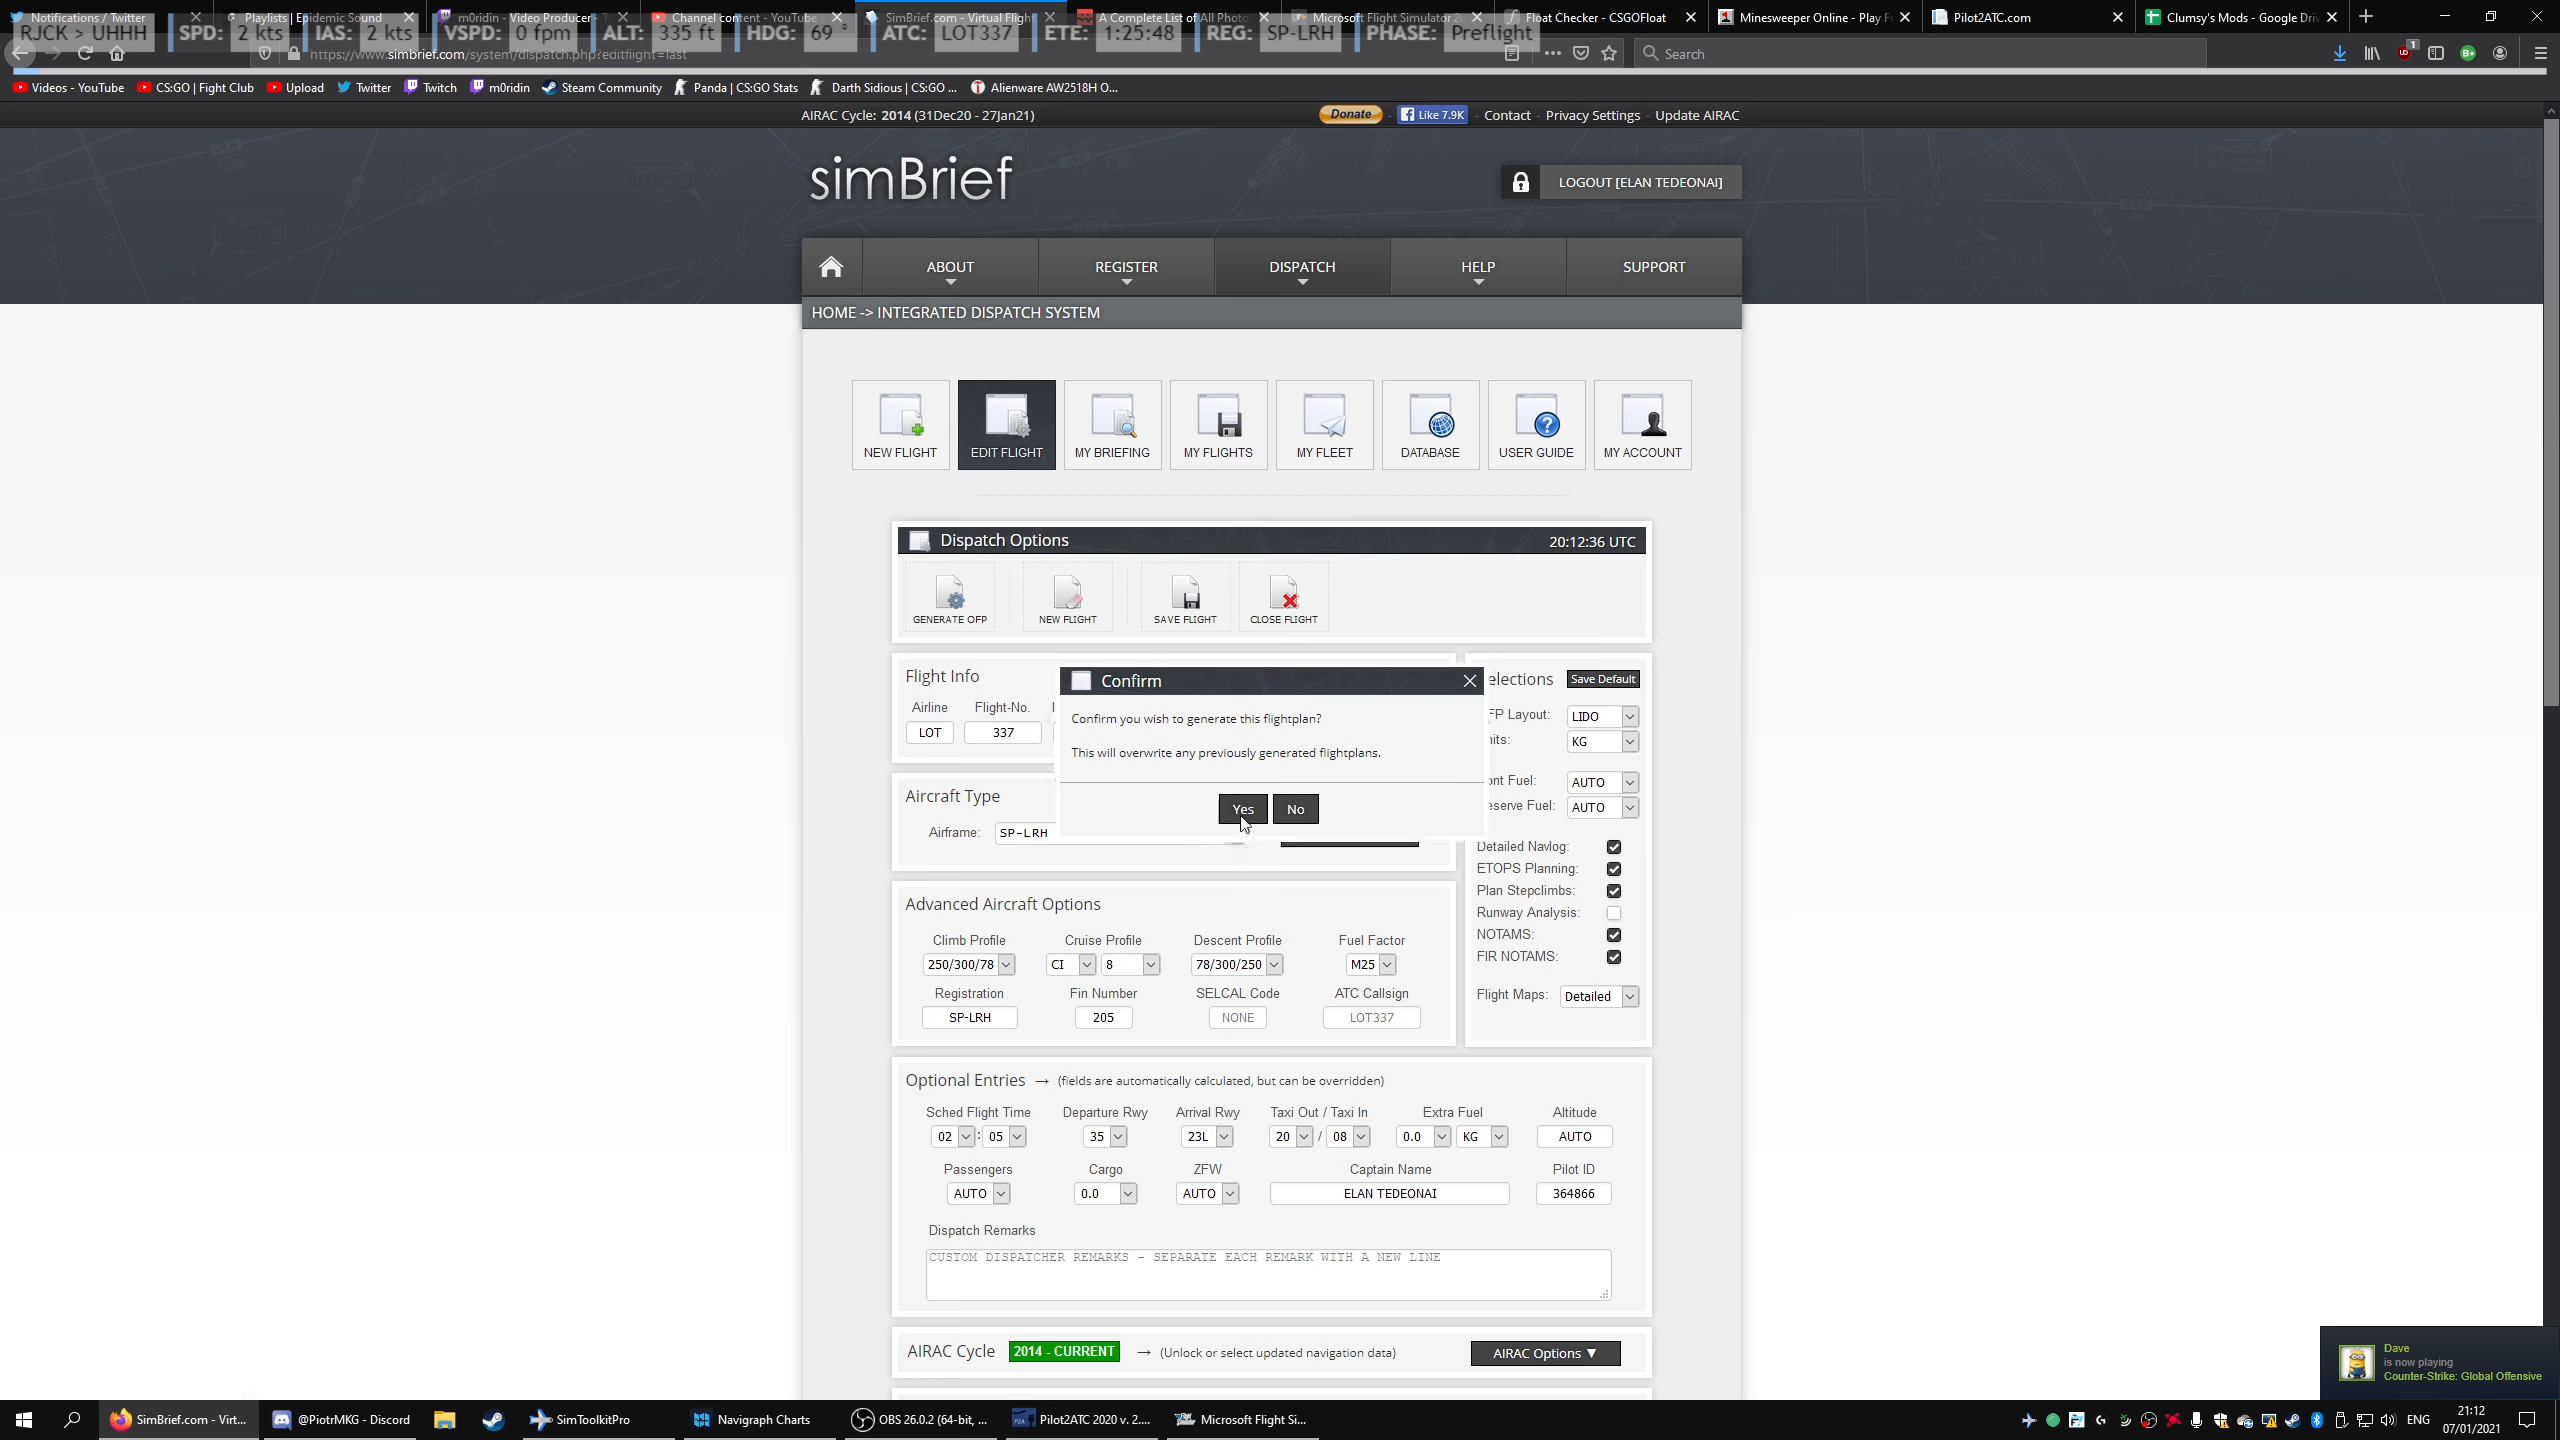 Notifications / Twitter
Playlists | Epidemic Sound
m0ridin - Video Producer -
Channel content - YouTube S
SimBrief.com - Virtual Flight
A Complete List of All Photo
Microsoft Flight Simulator 20
Float Checker - CSGOFloat
Minesweeper Online - Play F
Pilot2ATC.com
Clumsy's Mods - Google Driv
RJCK > UHHH
SPD: 2 kts
IAS: 2 kts
VSPD: 0 fpm
ALT: 335 ft
HDG: 69 °
ATC: LOT337
ETE: 1:25:48
REG: SP-LRH
PHASE: Preflight
https://www.simbrief.com/system/dispatch.php?editflight=last
Search
1
Videos - YouTube
CS:GO | Fight Club
Upload
Twitter
Twitch
m0ridin
Steam Community
Panda | CS:GO Stats
Darth Sidious | CS:GO ...
Alienware AW2518H O...
AIRAC Cycle: 2014 (31Dec20 - 27Jan21)
Donate - Like 7.9K - Contact - Privacy Settings - Update AIRAC
simBrief
LOGOUT [ELAN TEDEONAI]
ABOUT
REGISTER
DISPATCH
HELP
SUPPORT
HOME -> INTEGRATED DISPATCH SYSTEM
NEW FLIGHT
EDIT FLIGHT
MY BRIEFING
MY FLIGHTS
MY FLEET
DATABASE
USER GUIDE
MY ACCOUNT
Dispatch Options
20:12:36 UTC
GENERATE OFP
NEW FLIGHT
SAVE FLIGHT
CLOSE FLIGHT
Flight Info
Airline Flight-No.
LOT 337
Confirm
Confirm you wish to generate this flightplan?
This will overwrite any previously generated flightplans.
Yes No
elections Save Default
FP Layout: LIDO
nits: KG
ont Fuel: AUTO
eserve Fuel: AUTO
Detailed Navlog:
ETOPS Planning:
Plan Stepclimbs:
Runway Analysis:
NOTAMS:
FIR NOTAMS:
Flight Maps: Detailed
Aircraft Type
Airframe: SP-LRH
Advanced Aircraft Options
Climb Profile Cruise Profile Descent Profile Fuel Factor
250/300/78 CI 8 78/300/250 M25
Registration Fin Number SELCAL Code ATC Callsign
SP-LRH 205 NONE LOT337
Optional Entries → (fields are automatically calculated, but can be overridden)
Sched Flight Time Departure Rwy Arrival Rwy Taxi Out / Taxi In Extra Fuel Altitude
02 : 05 35 23L 20 / 08 0.0 KG AUTO
Passengers Cargo ZFW Captain Name Pilot ID
AUTO 0.0 AUTO ELAN TEDEONAI 364866
Dispatch Remarks
CUSTOM DISPATCHER REMARKS - SEPARATE EACH REMARK WITH A NEW LINE
AIRAC Cycle 2014 - CURRENT → (Unlock or select updated navigation data) AIRAC Options ▼
Dave
is now playing
Counter-Strike: Global Offensive
SimBrief.com - Virt...
@PiotrMKG - Discord
SimToolkitPro
Navigraph Charts
OBS 26.0.2 (64-bit, ...
Pilot2ATC 2020 v. 2....
Microsoft Flight Si...
ENG
21:12
07/01/2021